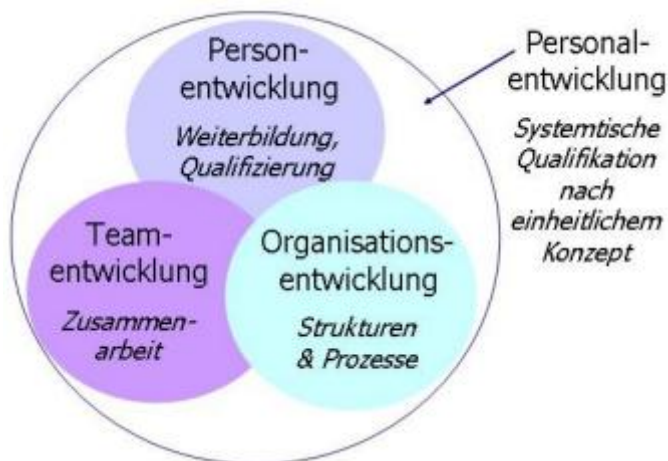 Person-
entwicklung
Weiterbildung,
Qualifizierung
Team-
entwicklung
Zusammen-
arbeit
Organisations-
entwicklung
Strukturen
& Prozesse
Personal-
entwicklung
Systemtische
Qualifikation
nach
einheitlichem
Konzept